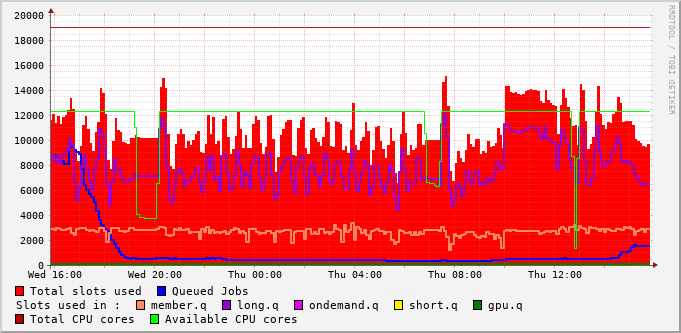 20000
18000
16000
14000
12000
10000
8000
6000
4000
2000
0
Wed 16:00 Wed 20:00 Thu 00:00 Thu 04:00 Thu 08:00 Thu 12:00
Total slots used Queued Jobs
Slots used in : member.q long.q ondemand.q short.q gpu.q
Total CPU cores Available CPU cores
RRDTOOL / TOBI OETIKER